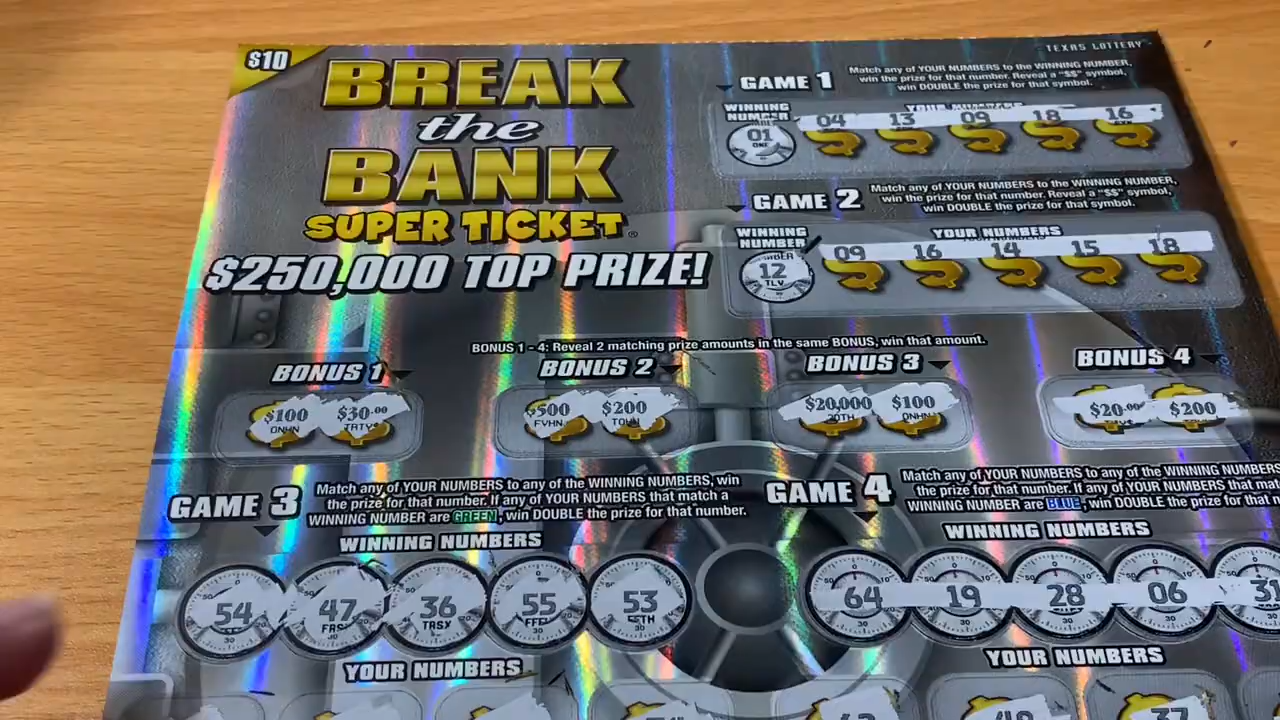 $10
BREAK
the
BANK
SUPER TICKET®
$250,000 TOP PRIZE!
TEXAS LOTTERY
GAME 1
Match any of YOUR NUMBERS to the WINNING NUMBER,
win the prize for that number. Reveal a "$$" symbol,
win DOUBLE the prize for that symbol.
WINNING
NUMBER
YOUR NUMBERS
01
ONE
04 13 09 18 16
GAME 2
Match any of YOUR NUMBERS to the WINNING NUMBER,
win the prize for that number. Reveal a "$$" symbol,
win DOUBLE the prize for that symbol.
WINNING
NUMBER
YOUR NUMBERS
12
TLV
09 16 14 15 18
BONUS 1 - 4: Reveal 2 matching prize amounts in the same BONUS, win that amount.
BONUS 1
$100 $30.00
ONHN TRTY$
BONUS 2
$500 $200
FVHN
BONUS 3
$20,000 $100
20TH ONHN
BONUS 4
$20.00 $200
GAME 3
Match any of YOUR NUMBERS to any of the WINNING NUMBERS, win
the prize for that number. If any of YOUR NUMBERS that match a
WINNING NUMBER are GREEN, win DOUBLE the prize for that number.
WINNING NUMBERS
54 47 36 55 53
FRSV TRSX FFTH
YOUR NUMBERS
GAME 4
Match any of YOUR NUMBERS to any of the WINNING NUMBERS
the prize for that number. If any of YOUR NUMBERS that mat
WINNING NUMBER are BLUE, win DOUBLE the prize for that n
WINNING NUMBERS
64 19 28 06 31
YOUR NUMBERS
37